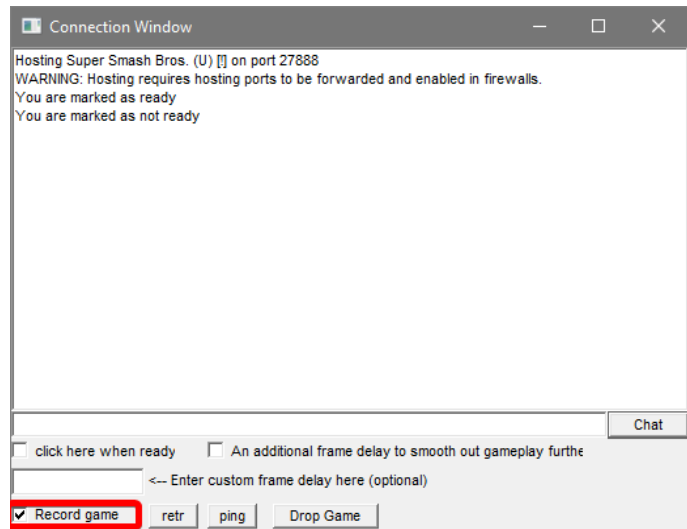 Connection Window
Hosting Super Smash Bros. (U) [!] on port 27888
WARNING: Hosting requires hosting ports to be forwarded and enabled in firewalls.
You are marked as ready
You are marked as not ready
Chat
click here when ready An additional frame delay to smooth out gameplay furthe
<-- Enter custom frame delay here (optional)
Record game retr ping Drop Game